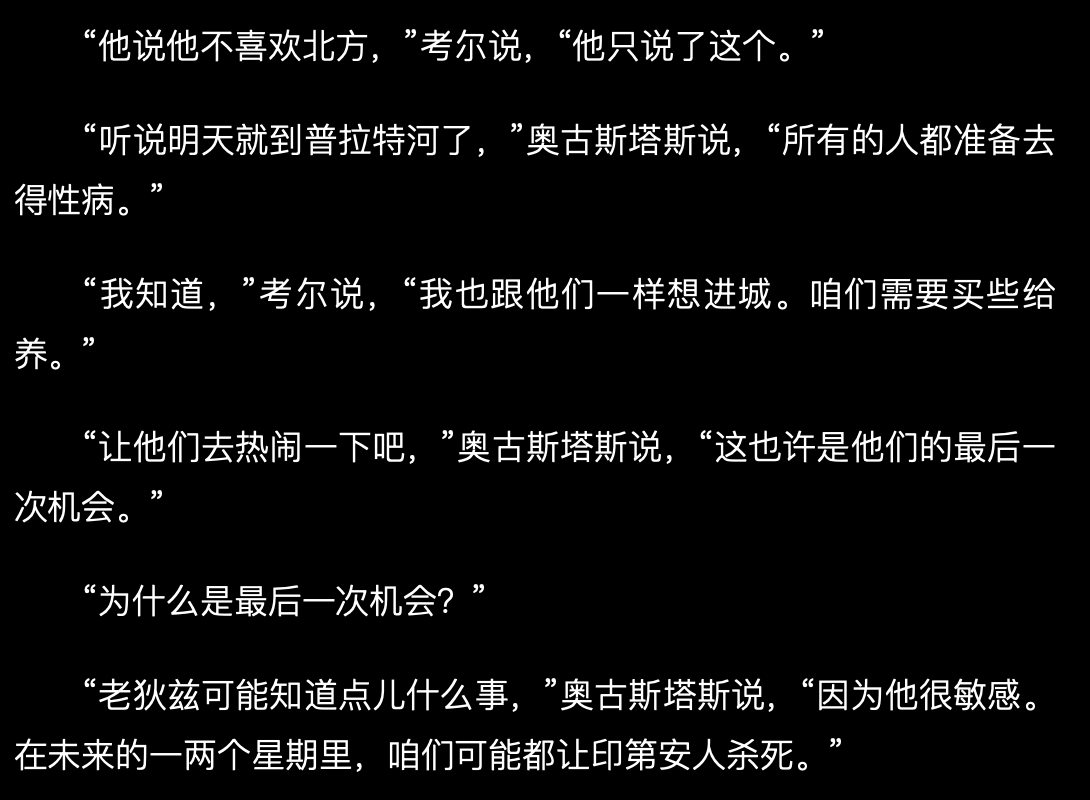 “他说他不喜欢北方，”考尔说，“他只说了这个。”
“听说明天就到普拉特河了，”奥古斯塔斯说，“所有的人都准备去
得性病。”
“我知道，”考尔说，“我也跟他们一样想进城。咱们需要买些给
养。”
“让他们去热闹一下吧，”奥古斯塔斯说，“这也许是他们的最后一
次机会。”
“为什么是最后一次机会？”
“老狄兹可能知道点儿什么事，”奥古斯塔斯说，“因为他很敏感。
在未来的一两个星期里，咱们可能都让印第安人杀死。”